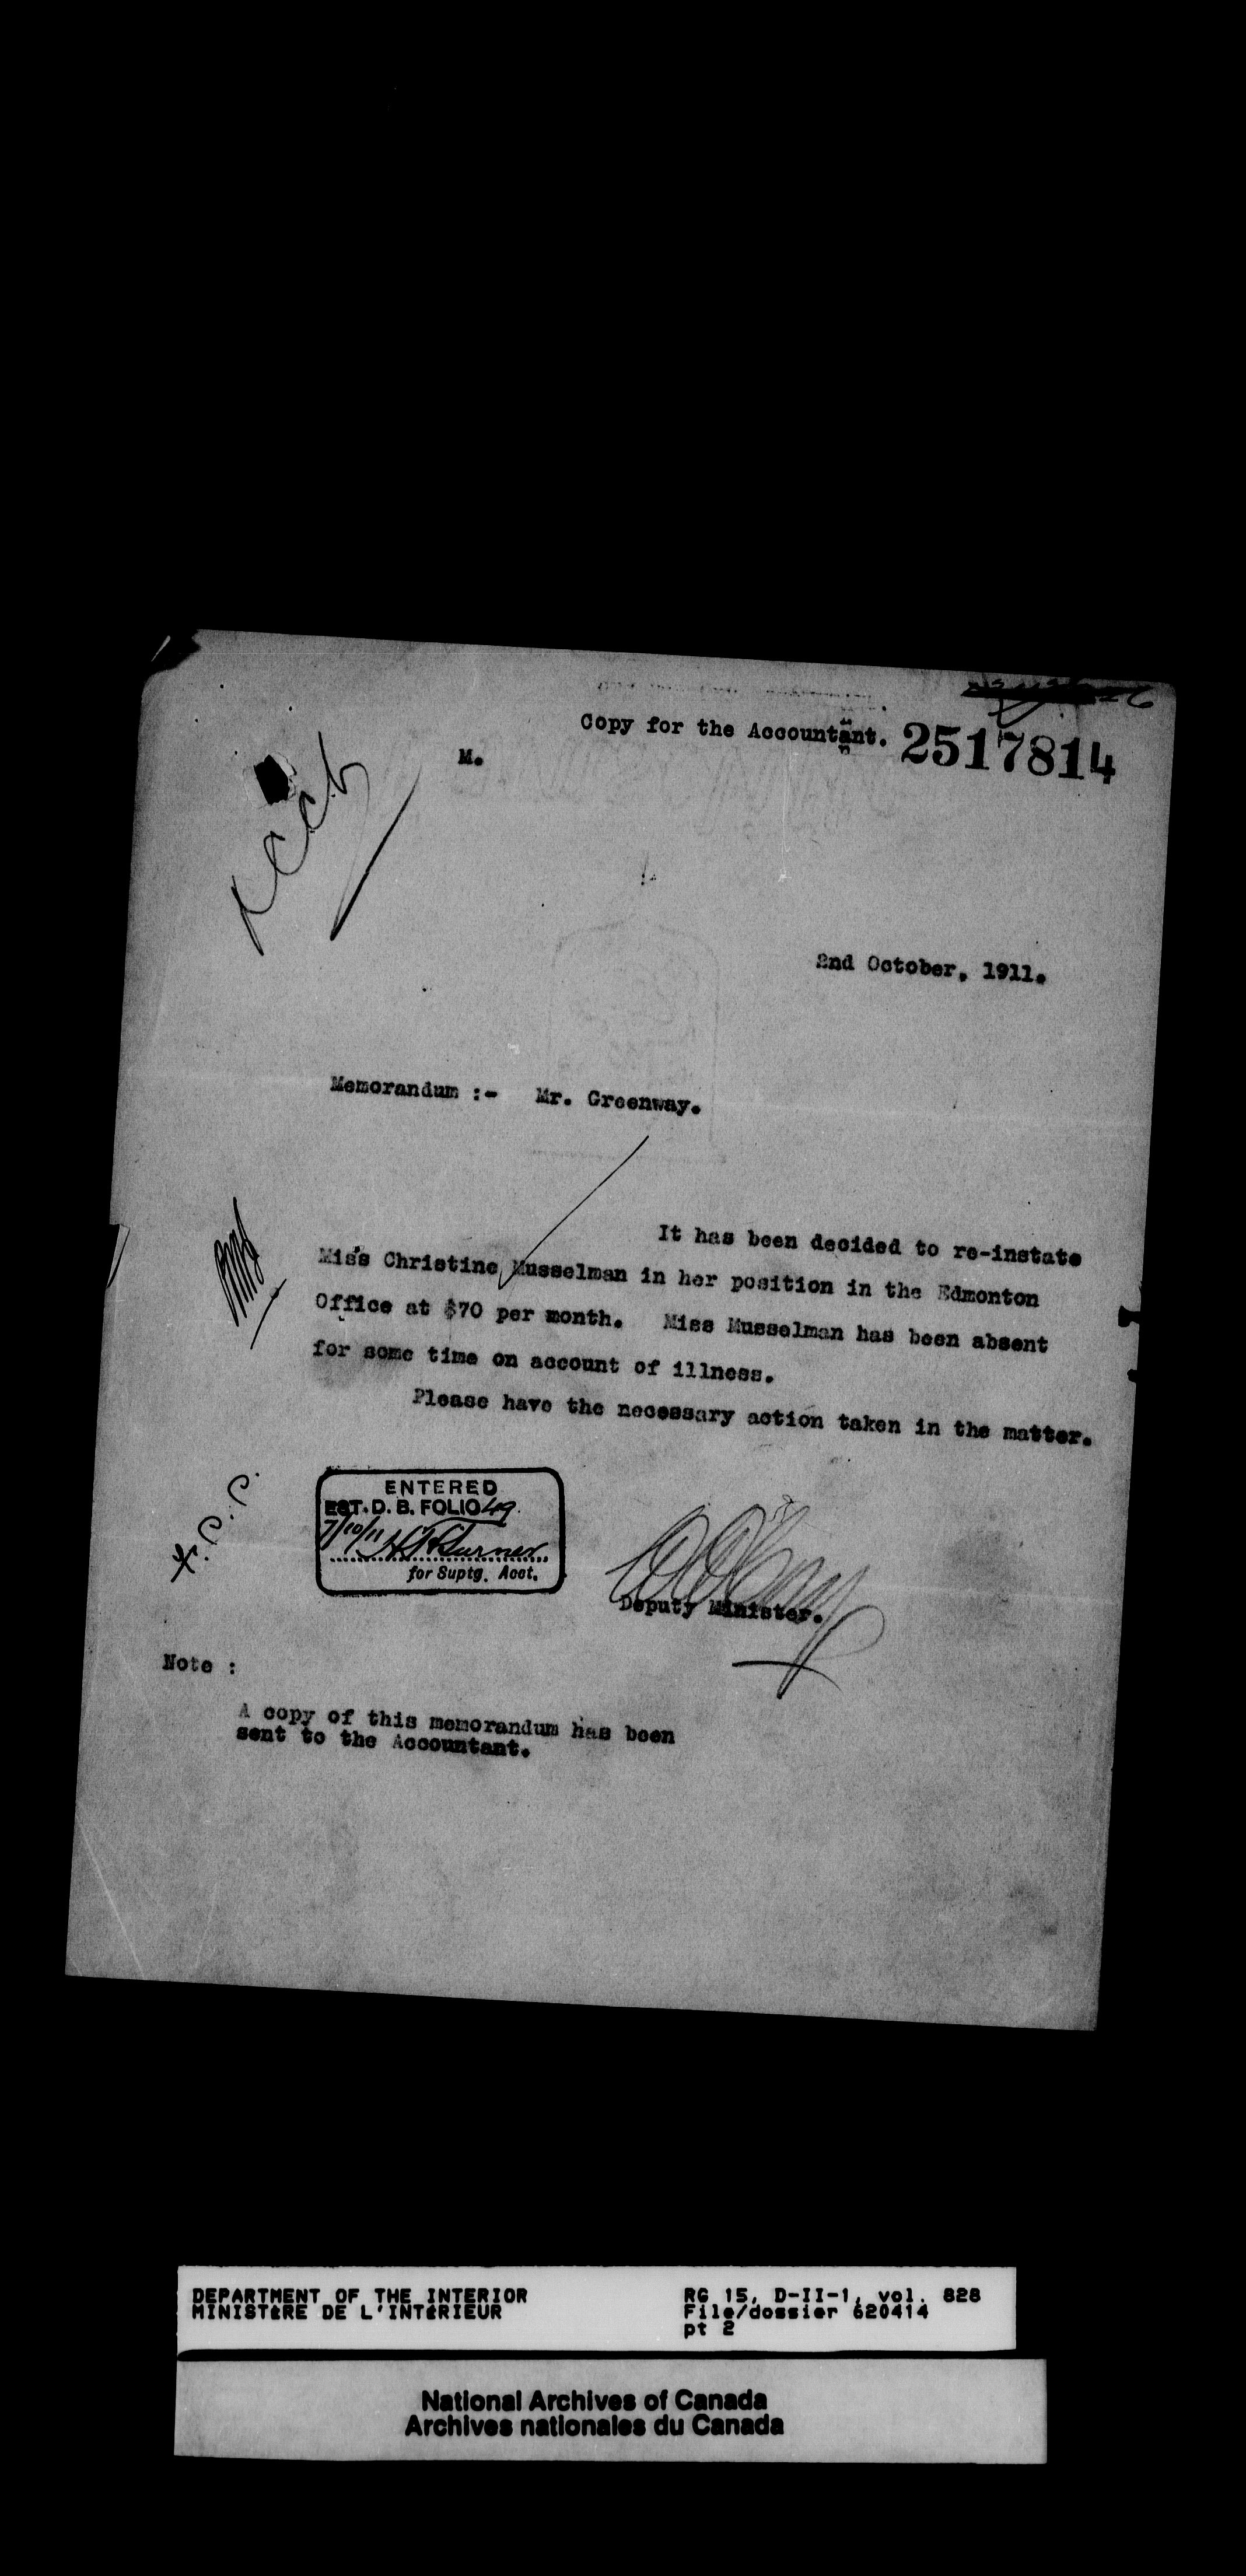 Copy for the Accountant.
2517814
M.
2nd October, 1911.
Memorandum :- Mr. Greenway.
It has been decided to re-instate
Miss Christine Musselman in her position in the Edmonton
Office at $70 per month. Miss Musselman has been absent
for some time on account of illness.
Please have the necessary action taken in the matter.
ENTERED
EST. D. B. FOLIO 49.
7/10/11 Turner
for Suptg. Acct.
Deputy Minister.
Note :
A copy of this memorandum has been
sent to the Accountant.
DEPARTMENT OF THE INTERIOR
MINISTÈRE DE L'INTÉRIEUR
RG 15, D-II-1, vol. 828
File/dossier 620414
pt 2
National Archives of Canada
Archives nationales du Canada